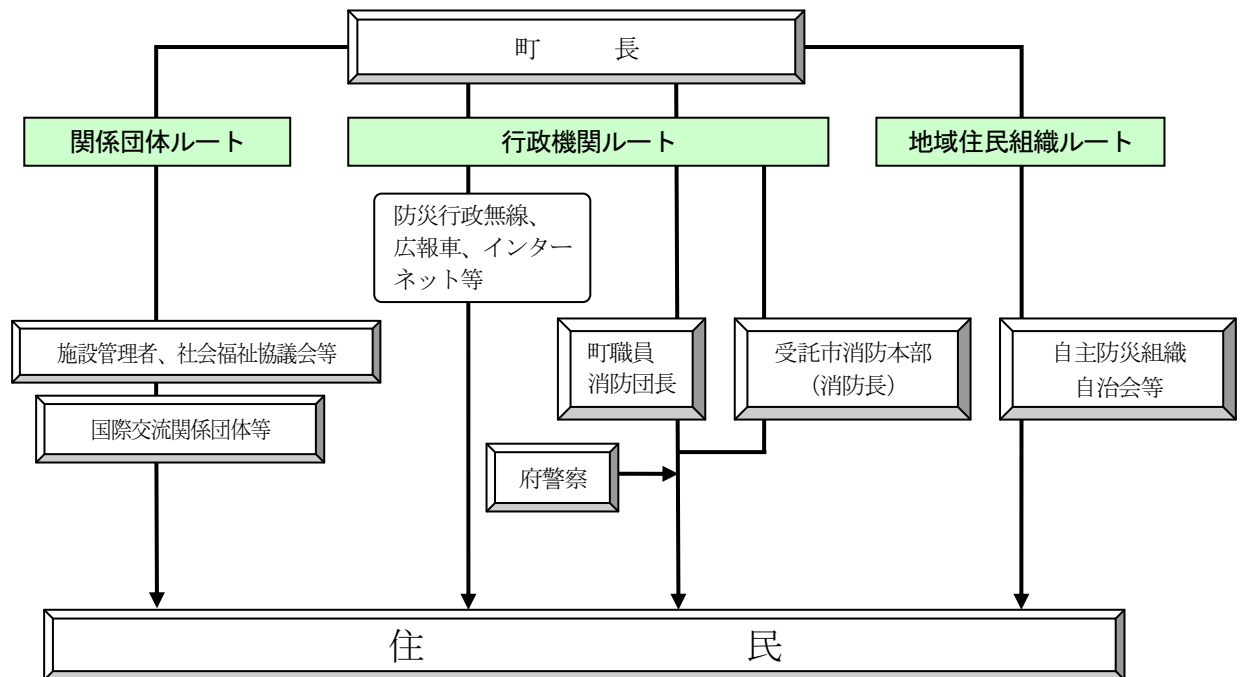 町　　　長
関係団体ルート
行政機関ルート
地域住民組織ルート
防災行政無線、
広報車、インター
ネット等
施設管理者、社会福祉協議会等
国際交流関係団体等
町職員
消防団長
受託市消防本部
（消防長）
自主防災組織
自治会等
府警察
住　　　民